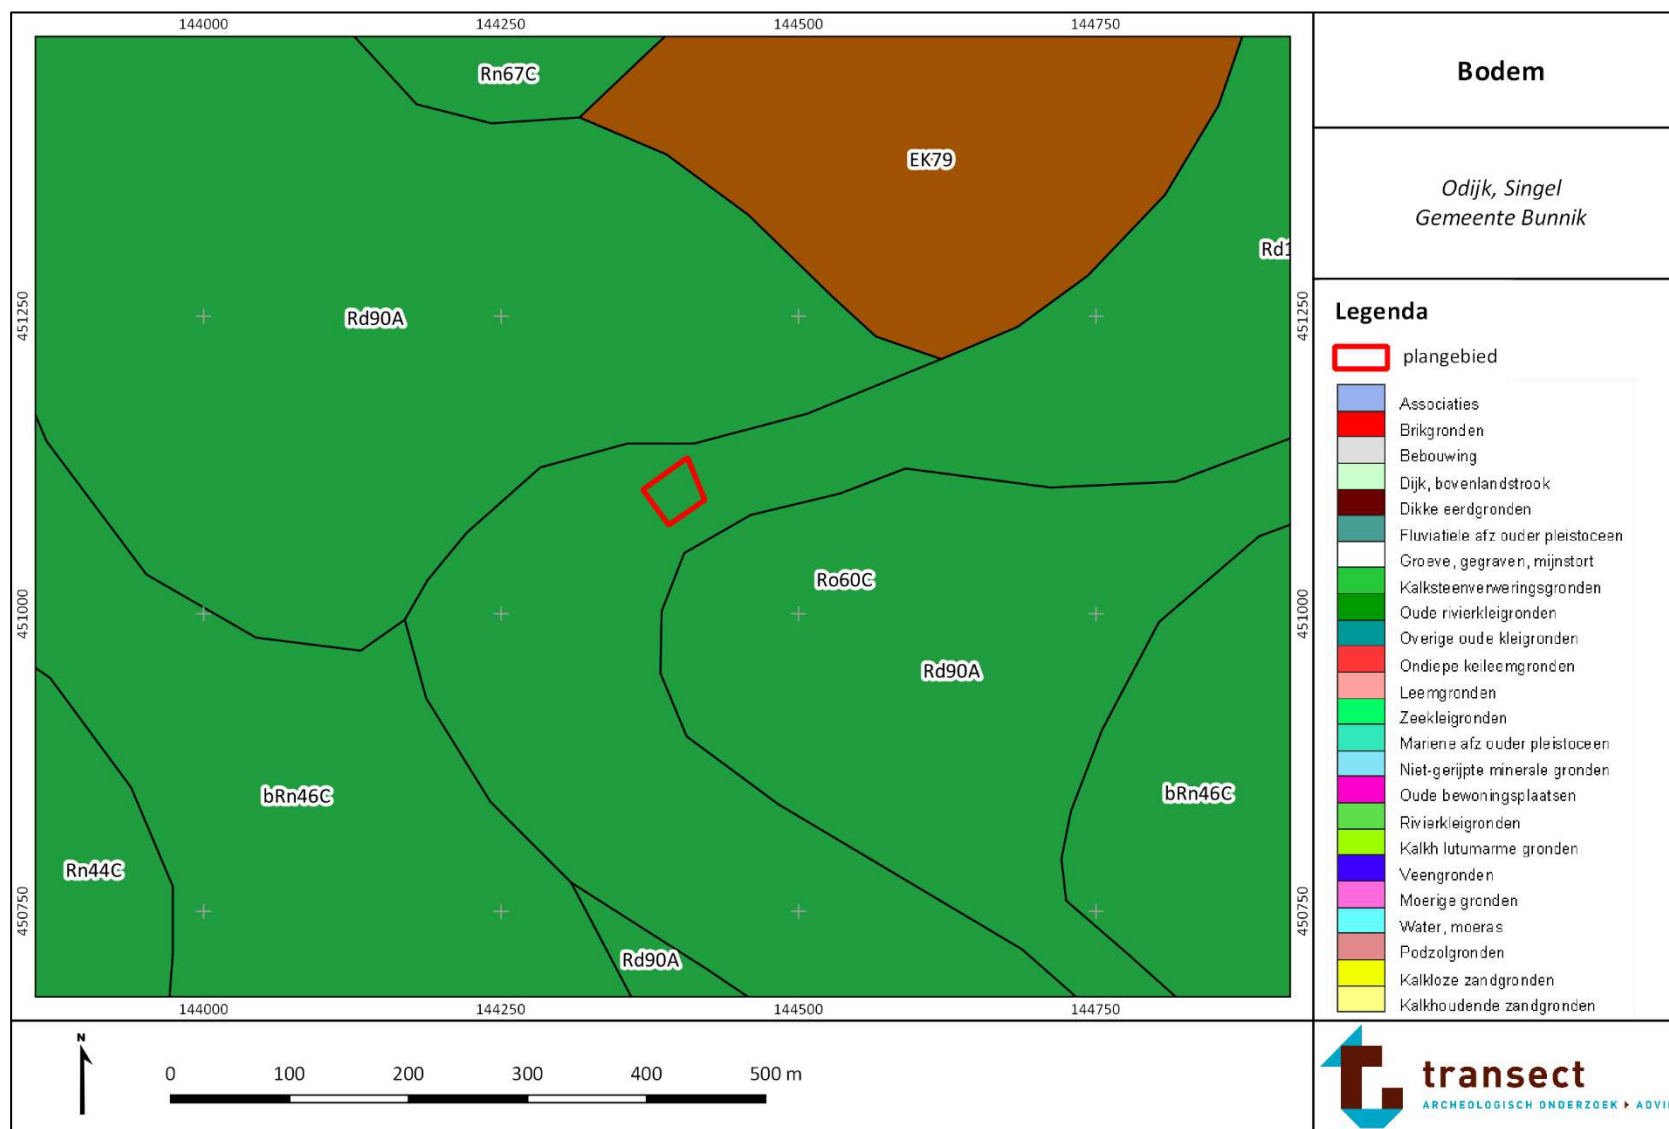 144000
144250
144500
144750
Rn67C
EK79
Rd1
451250
Rd90A
451250
Ro60C
451000
451000
Rd90A
bRn46C
bRn46C
Rn44C
450750
450750
Rd90A
144000
144250
144500
144750
N
0
100
200
300
400
500 m
Bodem
Odijk, Singel
Gemeente Bunnik
Legenda
plangebied
Associaties
Brikgronden
Bebouwing
Dijk, bovenlandstrook
Dikke eerdgronden
Fluviatiele afz ouder pleistoceen
Groeve, gegraven, mijnstort
Kalksteenverweringsgronden
Oude rivierkleigronden
Overige oude kleigronden
Ondiepe keileemgronden
Leemgronden
Zeekleigronden
Mariene afz ouder pleistoceen
Niet-gerijpte minerale gronden
Oude bewoningsplaatsen
Rivierkleigronden
Kalkh lutumarme gronden
Veengronden
Moerige gronden
Water, moeras
Podzolgronden
Kalkloze zandgronden
Kalkhoudende zandgronden
transect
ARCHEOLOGISCH ONDERZOEK ▸ ADVI